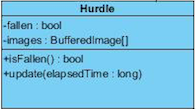 Hurdle
-fallen : bool
-images : BufferedImage[]
+isFallen() : bool
+update(elapsedTime : long)